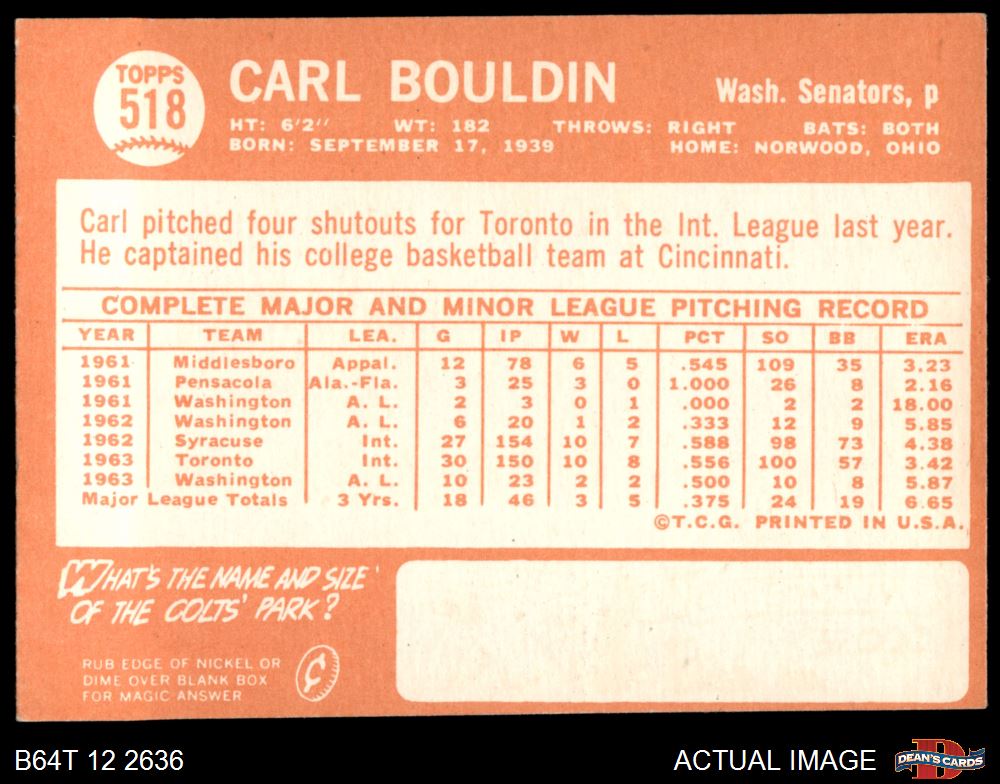 TOPPS
518
CARL BOULDIN
Wash. Senators, p
HT: 6'2" WT: 182 THROWS: RIGHT BATS: BOTH
BORN: SEPTEMBER 17, 1939 HOME: NORWOOD, OHIO
Carl pitched four shutouts for Toronto in the Int. League last year.
He captained his college basketball team at Cincinnati.
COMPLETE MAJOR AND MINOR LEAGUE PITCHING RECORD
YEAR TEAM LEA. G IP W L PCT SO BB ERA
1961 Middlesboro Appal. 12 78 6 5 .545 109 35 3.23
1961 Pensacola Ala.-Fla. 3 25 3 0 1.000 26 8 2.16
1961 Washington A. L. 2 3 0 1 .000 2 2 18.00
1962 Washington A. L. 6 20 1 2 .333 12 9 5.85
1962 Syracuse Int. 27 154 10 7 .588 98 73 4.38
1963 Toronto Int. 30 150 10 8 .556 100 57 3.42
1963 Washington A. L. 10 23 2 2 .500 10 8 5.87
Major League Totals 3 Yrs. 18 46 3 5 .375 24 19 6.65
©T.C.G. PRINTED IN U.S.A.
WHAT'S THE NAME AND SIZE
OF THE COLTS' PARK?
RUB EDGE OF NICKEL OR
DIME OVER BLANK BOX
FOR MAGIC ANSWER
¢
B64T 12 2636
ACTUAL IMAGE
D
DEAN'S CARDS